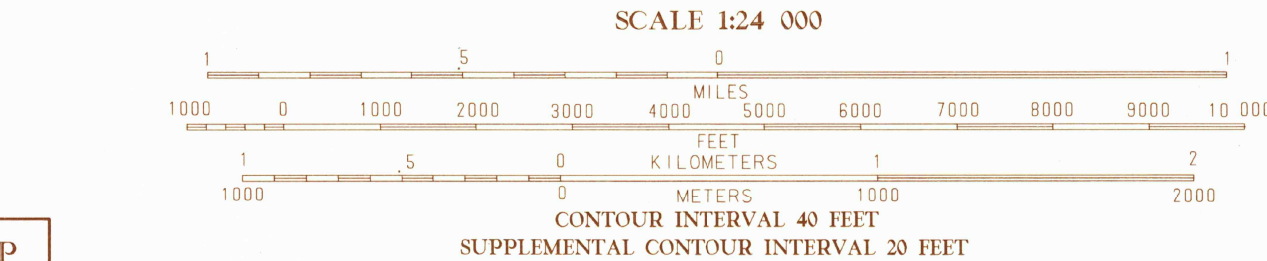 SCALE 1:24 000
1 .5 0 1
MILES
1000 0 1000 2000 3000 4000 5000 6000 7000 8000 9000 10 000
FEET
1 .5 0 KILOMETERS 1 2
1000 0 METERS 1000 2000
CONTOUR INTERVAL 40 FEET
SUPPLEMENTAL CONTOUR INTERVAL 20 FEET
P